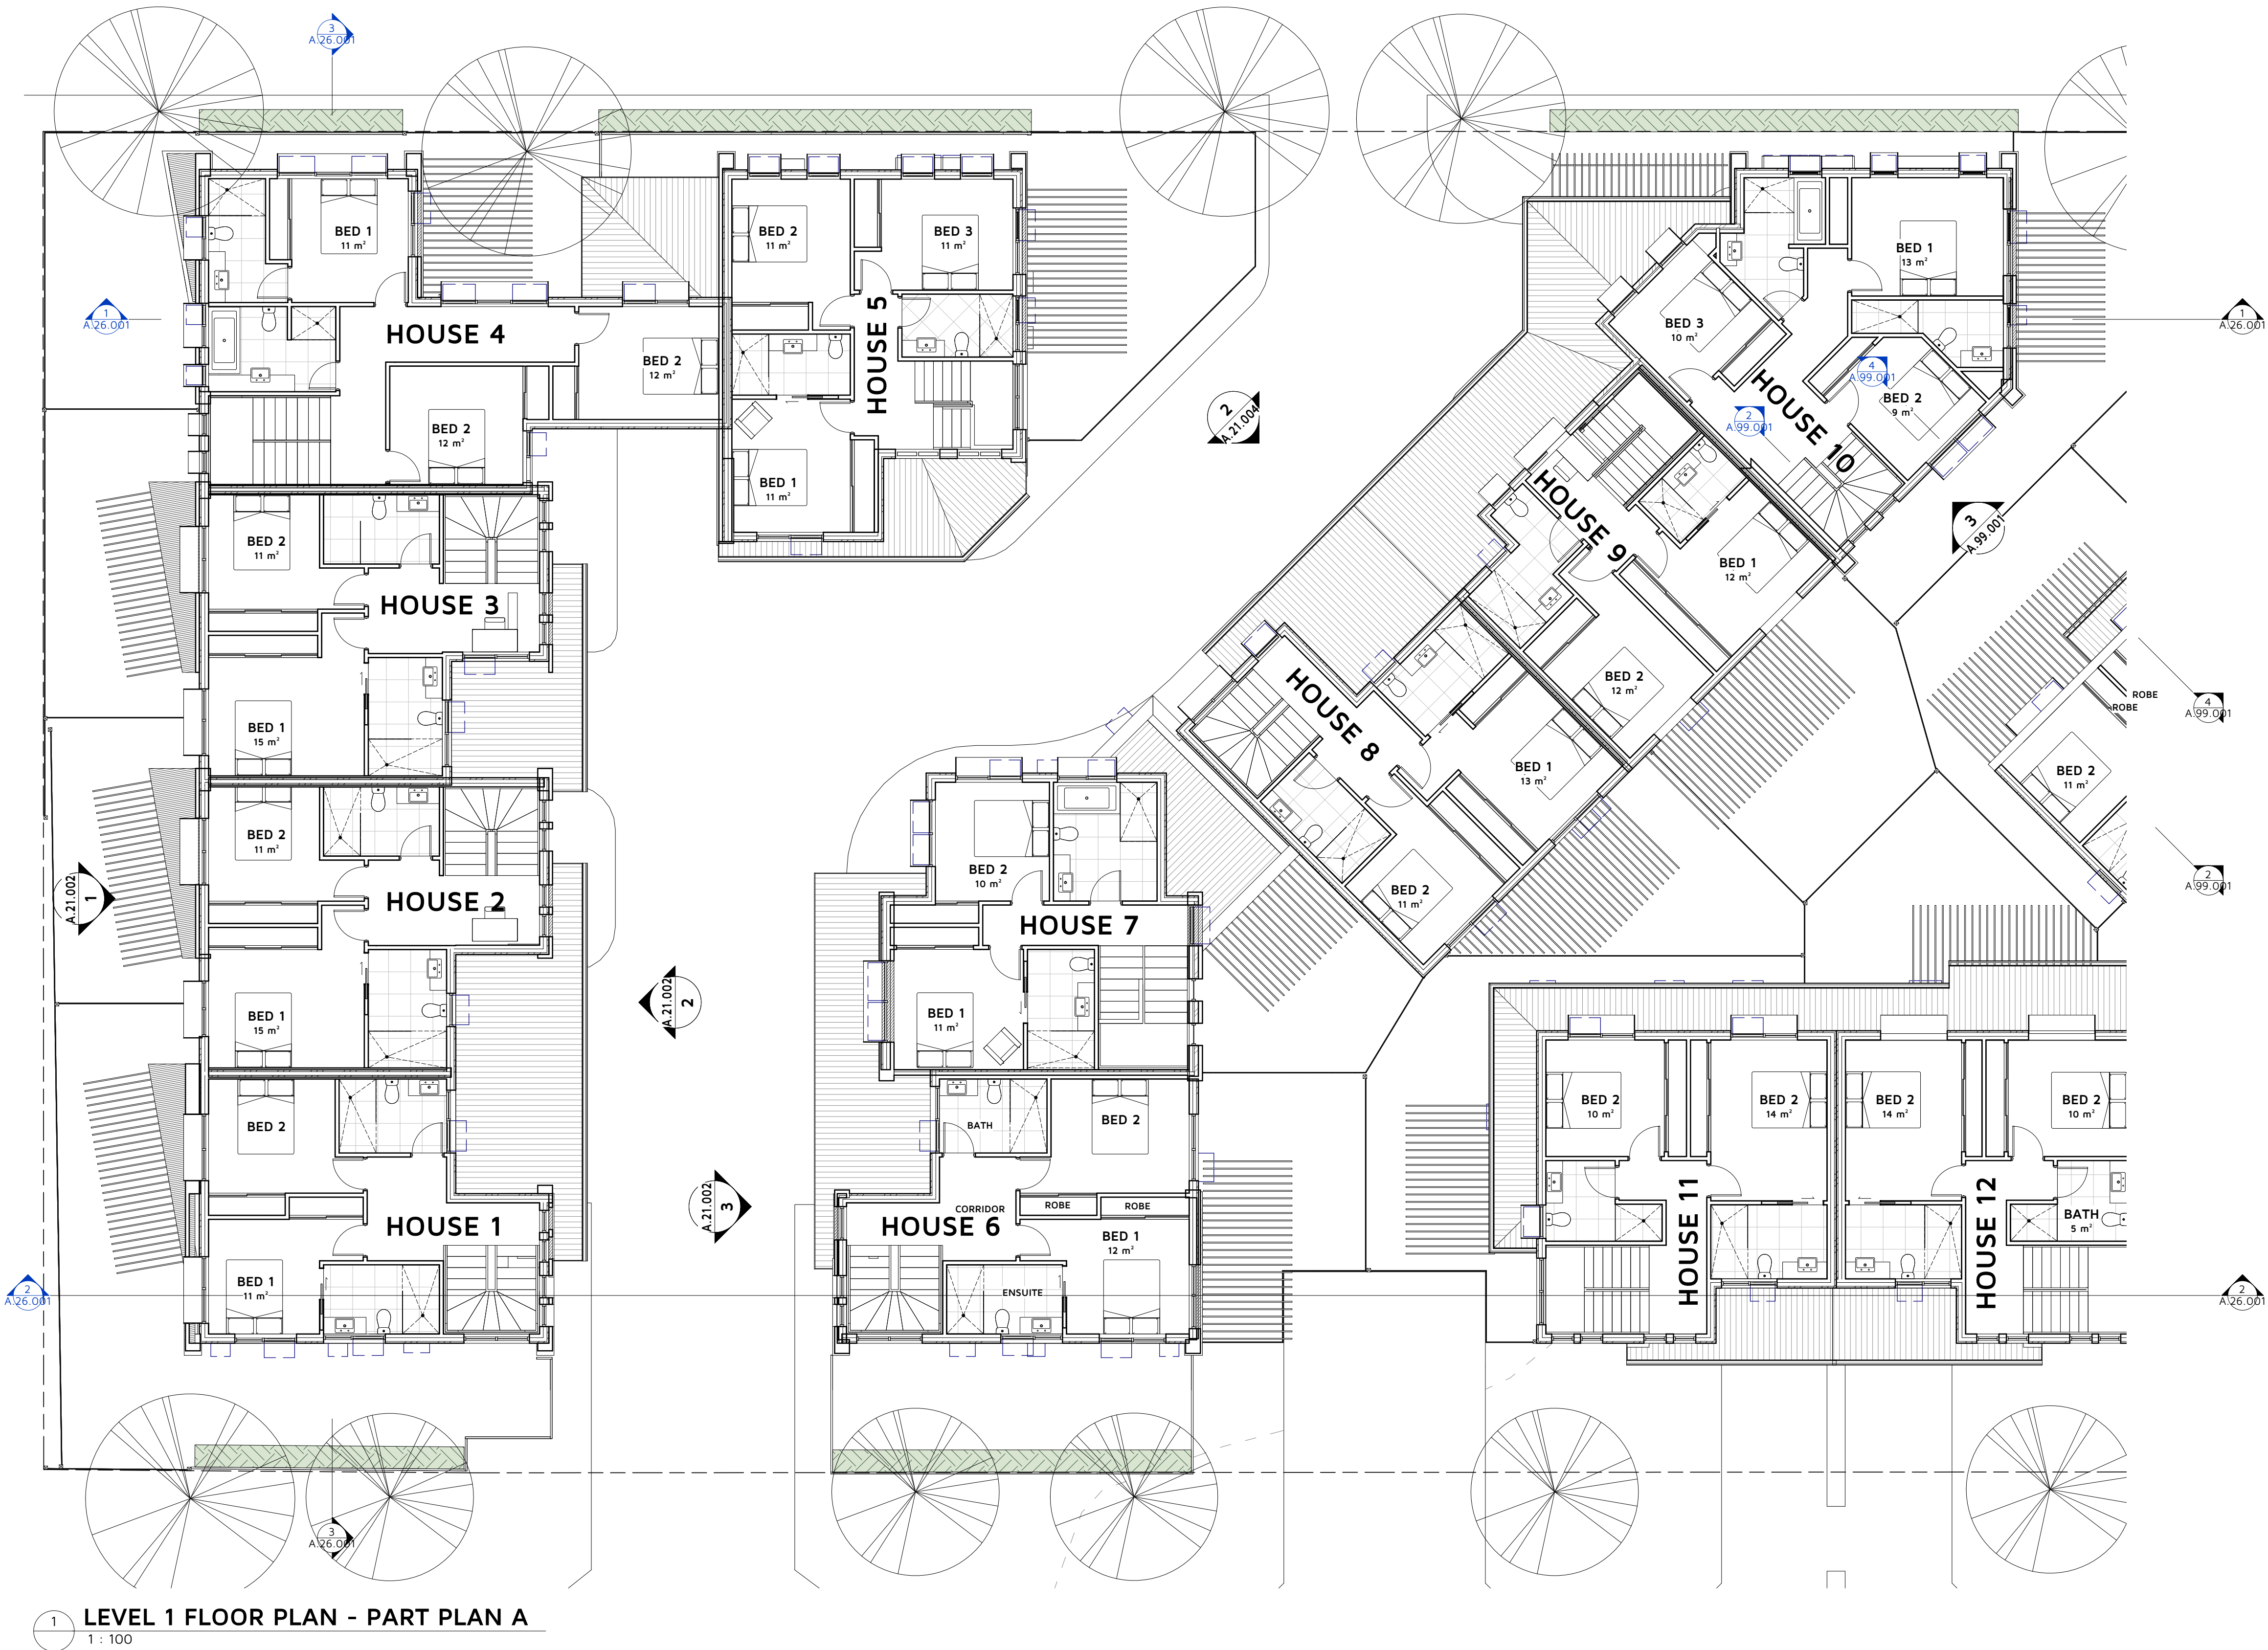 3
A.26.001
BED 1
11 m²
HOUSE 4
BED 2
12 m²
BED 2
12 m²
1
A.26.001
BED 2
11 m²
BED 3
11 m²
HOUSE 5
BED 1
11 m²
2
A.21.004
BED 1
13 m²
BED 3
10 m²
4
A.99.001
BED 2
9 m²
2
A.99.001
HOUSE 10
1
A.26.001
HOUSE 9
BED 1
12 m²
BED 2
12 m²
3
A.99.001
BED 2
11 m²
HOUSE 3
BED 1
15 m²
HOUSE 8
BED 1
13 m²
BED 2
11 m²
ROBE
ROBE
4
A.99.001
BED 2
11 m²
2
A.99.001
BED 2
11 m²
HOUSE 2
BED 1
15 m²
A.21.002
1
A.21.002
2
BED 2
10 m²
HOUSE 7
BED 1
11 m²
BED 2
HOUSE 1
BED 1
11 m²
A.21.002
3
BATH
BED 2
CORRIDOR
ROBE
ROBE
HOUSE 6
BED 1
12 m²
ENSUITE
BED 2
10 m²
BED 2
14 m²
BED 2
14 m²
BED 2
10 m²
HOUSE 11
HOUSE 12
BATH
5 m²
2
A.26.001
2
A.26.001
3
A.26.001
1
LEVEL 1 FLOOR PLAN - PART PLAN A
1 : 100